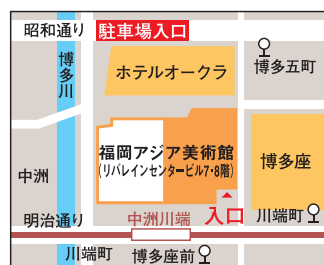 昭和通り
駐車場入口
博多川
ホテルオークラ
博多五町
福岡アジア美術館
(リバレインセンタービル7・8階)
博多座
中洲
明治通り
中洲川端
入口
川端町
川端町
博多座前